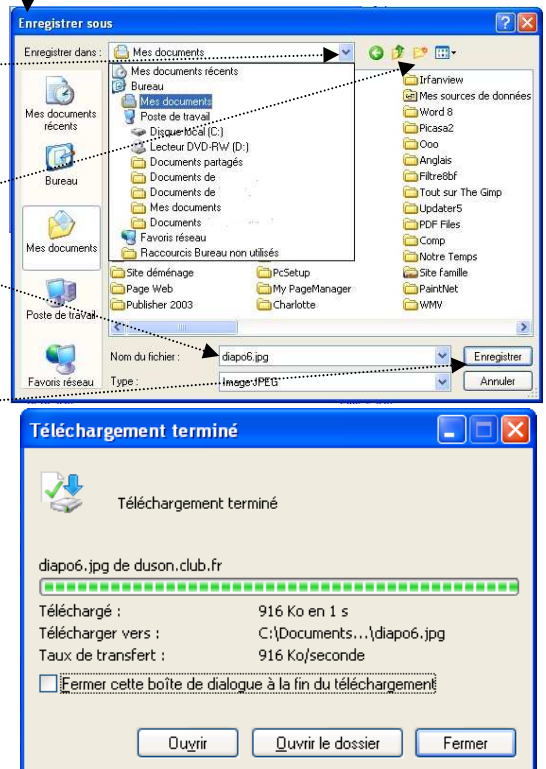 Enregistrer sous
Enregistrer dans :
Mes documents
Mes documents récents
Bureau
Mes documents
Poste de travail
Disque local (C:)
Lecteur DVD-RW (D:)
Documents partagés
Documents de
Documents de
Mes documents
Documents
Favoris réseau
Raccourcis Bureau non utilisés
Site déménage
Page Web
Publisher 2003
PcSetup
My PageManager
Charlotte
Irfanview
Mes sources de données
Word 8
Picasa2
Ooo
Anglais
Filtre8bf
Tout sur The Gimp
Updater5
PDF Files
Comp
Notre Temps
Site famille
PaintNet
WMV
Mes documents
récents
Bureau
Mes documents
Poste de travail
Favoris réseau
Nom du fichier :
diapo6.jpg
Enregistrer
Type :
Image JPEG
Annuler
Téléchargement terminé
Téléchargement terminé
diapo6.jpg de duson.club.fr
Téléchargé : 916 Ko en 1 s
Télécharger vers : C:\Documents...\diapo6.jpg
Taux de transfert : 916 Ko/seconde
Fermer cette boîte de dialogue à la fin du téléchargement
Ouvrir
Ouvrir le dossier
Fermer